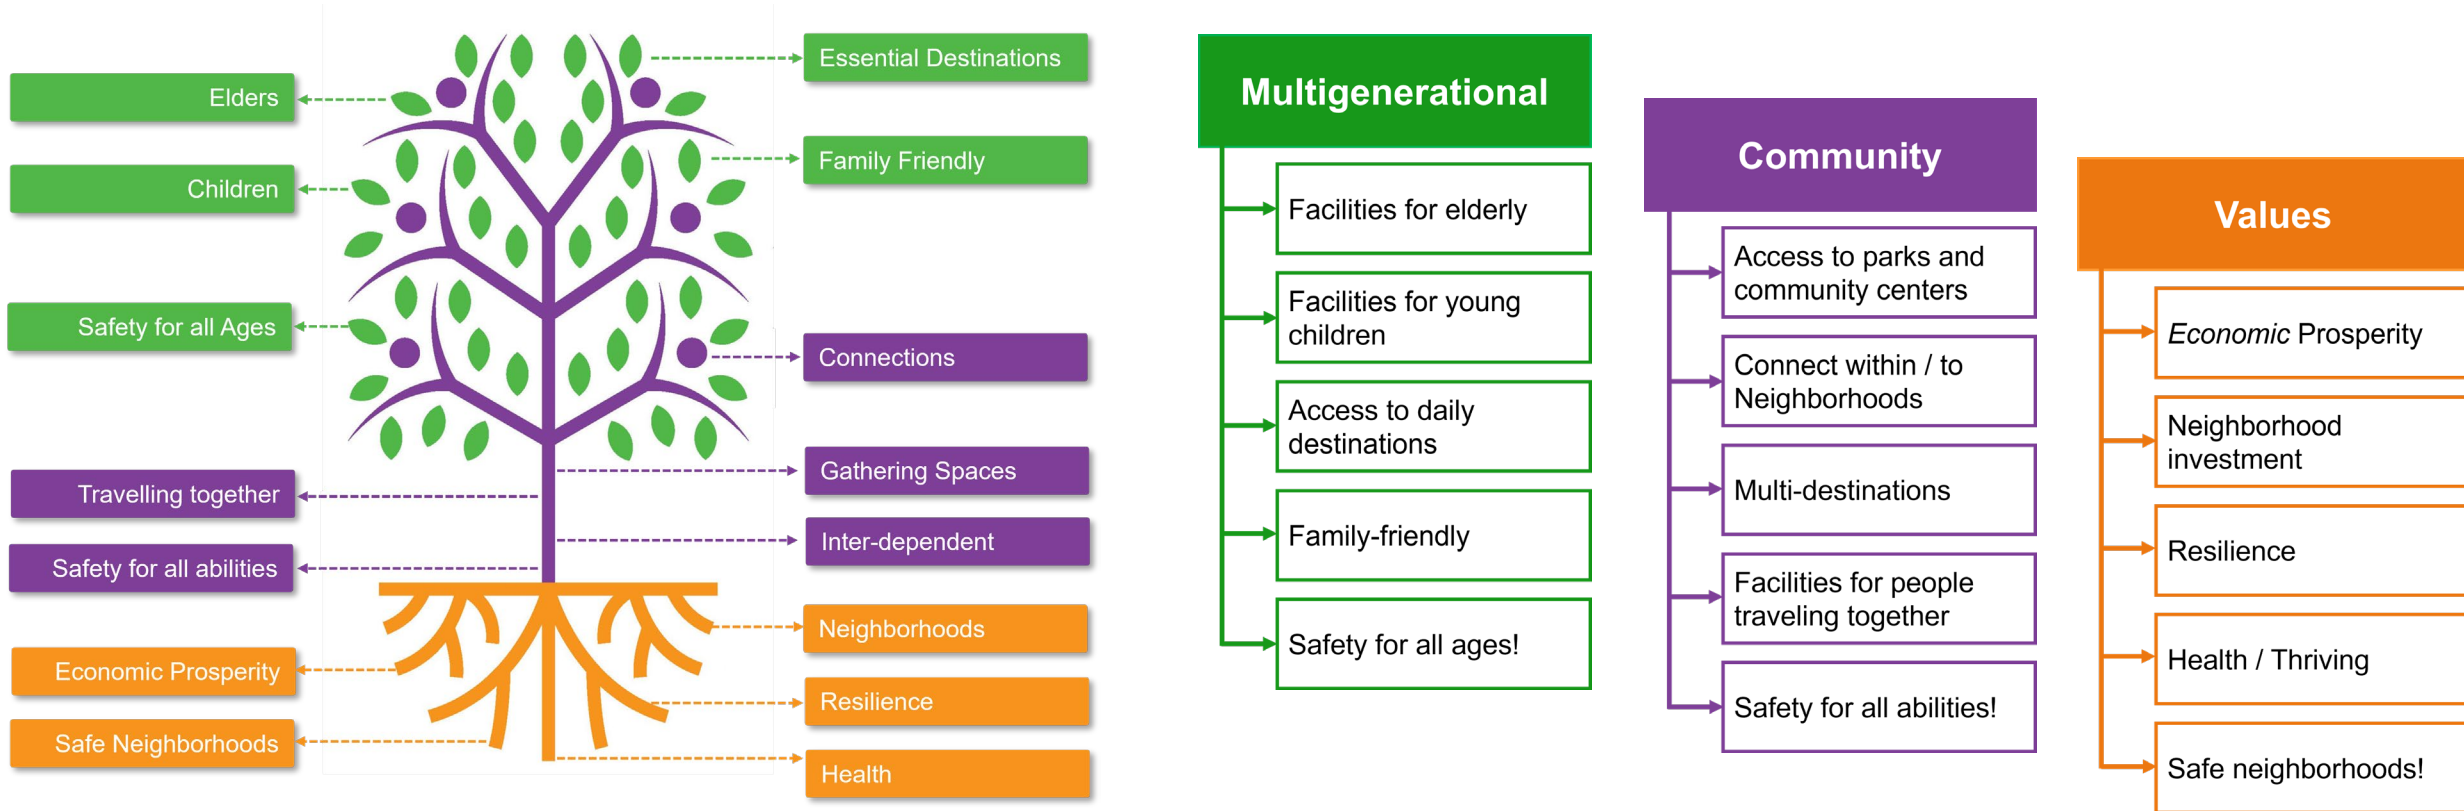 Elders
Children
Safety for all Ages
Travelling together
Safety for all abilities
Economic Prosperity
Safe Neighborhoods
Essential Destinations
Family Friendly
Connections
Gathering Spaces
Inter-dependent
Neighborhoods
Resilience
Health
Multigenerational
Facilities for elderly
Facilities for young
children
Access to daily
destinations
Family-friendly
Safety for all ages!
Community
Access to parks and
community centers
Connect within / to
Neighborhoods
Multi-destinations
Facilities for people
traveling together
Safety for all abilities!
Values
Economic Prosperity
Neighborhood
investment
Resilience
Health / Thriving
Safe neighborhoods!